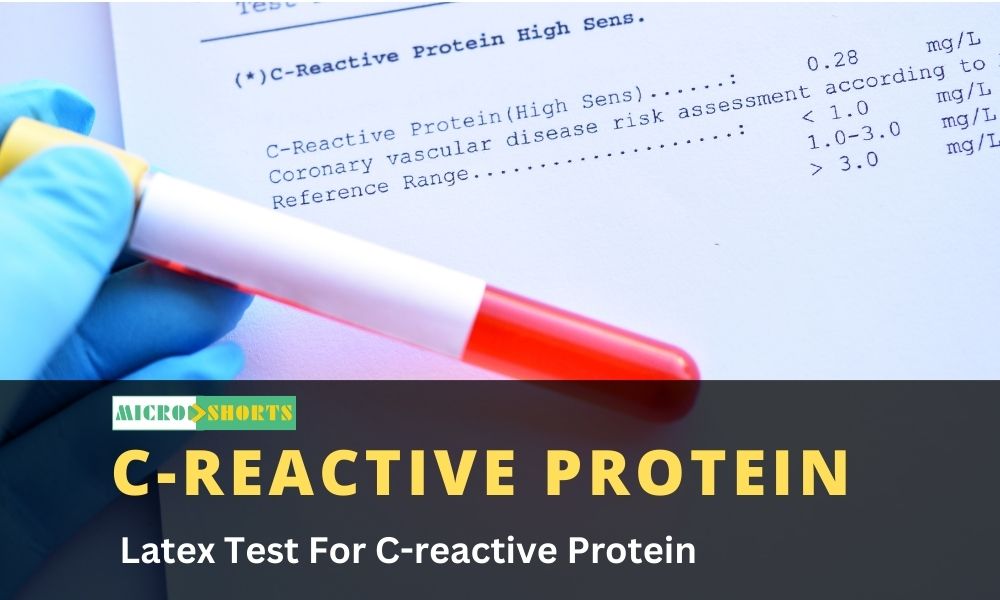 Test
(*)C-Reactive Protein High Sens.
C-Reactive Protein(High Sens).......: 0.28 mg/L
Coronary vascular disease risk assessment according to
Reference Range..................: < 1.0 mg/L
1.0-3.0 mg/L
> 3.0 mg/L
MICRO SHORTS
C-REACTIVE PROTEIN
Latex Test For C-reactive Protein